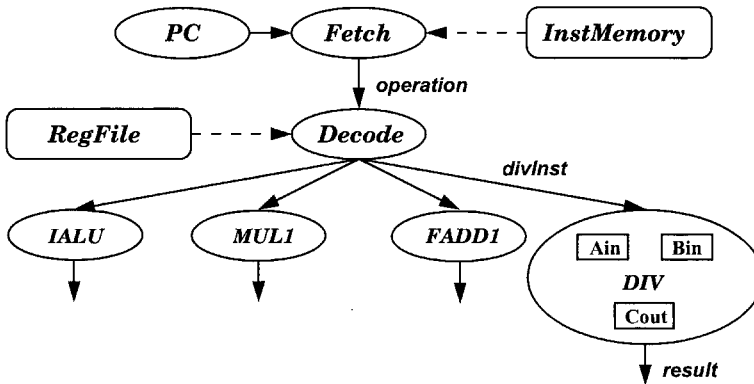 PC
Fetch
InstMemory
operation
RegFile
Decode
divInst
IALU
MUL1
FADD1
Ain
Bin
DIV
Cout
result